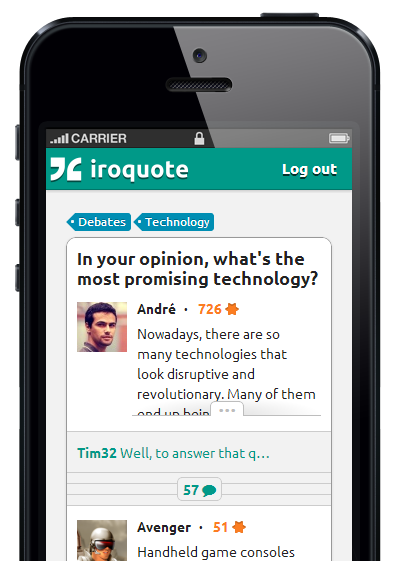 CARRIER
iroquote
Log out
Debates
Technology
In your opinion, what's the
most promising technology?
André · 726
Nowadays, there are so
many technologies that
look disruptive and
revolutionary. Many of them
end up bein
Tim32 Well, to answer that q...
57
Avenger · 51
Handheld game consoles